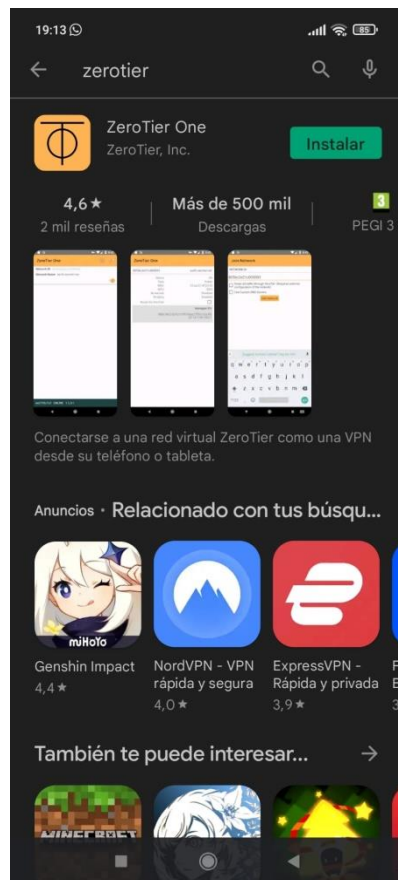 19:13
85
zerotier
ZeroTier One
ZeroTier, Inc.
Instalar
4,6★
2 mil reseñas
Más de 500 mil
Descargas
3
PEGI 3
ZeroTier One
Conectarse a una red virtual ZeroTier como una VPN
desde su teléfono o tableta.
Anuncios · Relacionado con tus búsqu...
miHoYo
Genshin Impact
4,4★
NordVPN - VPN
rápida y segura
4,0★
ExpressVPN -
Rápida y privada
3,9★
También te puede interesar...
MINECRAFT